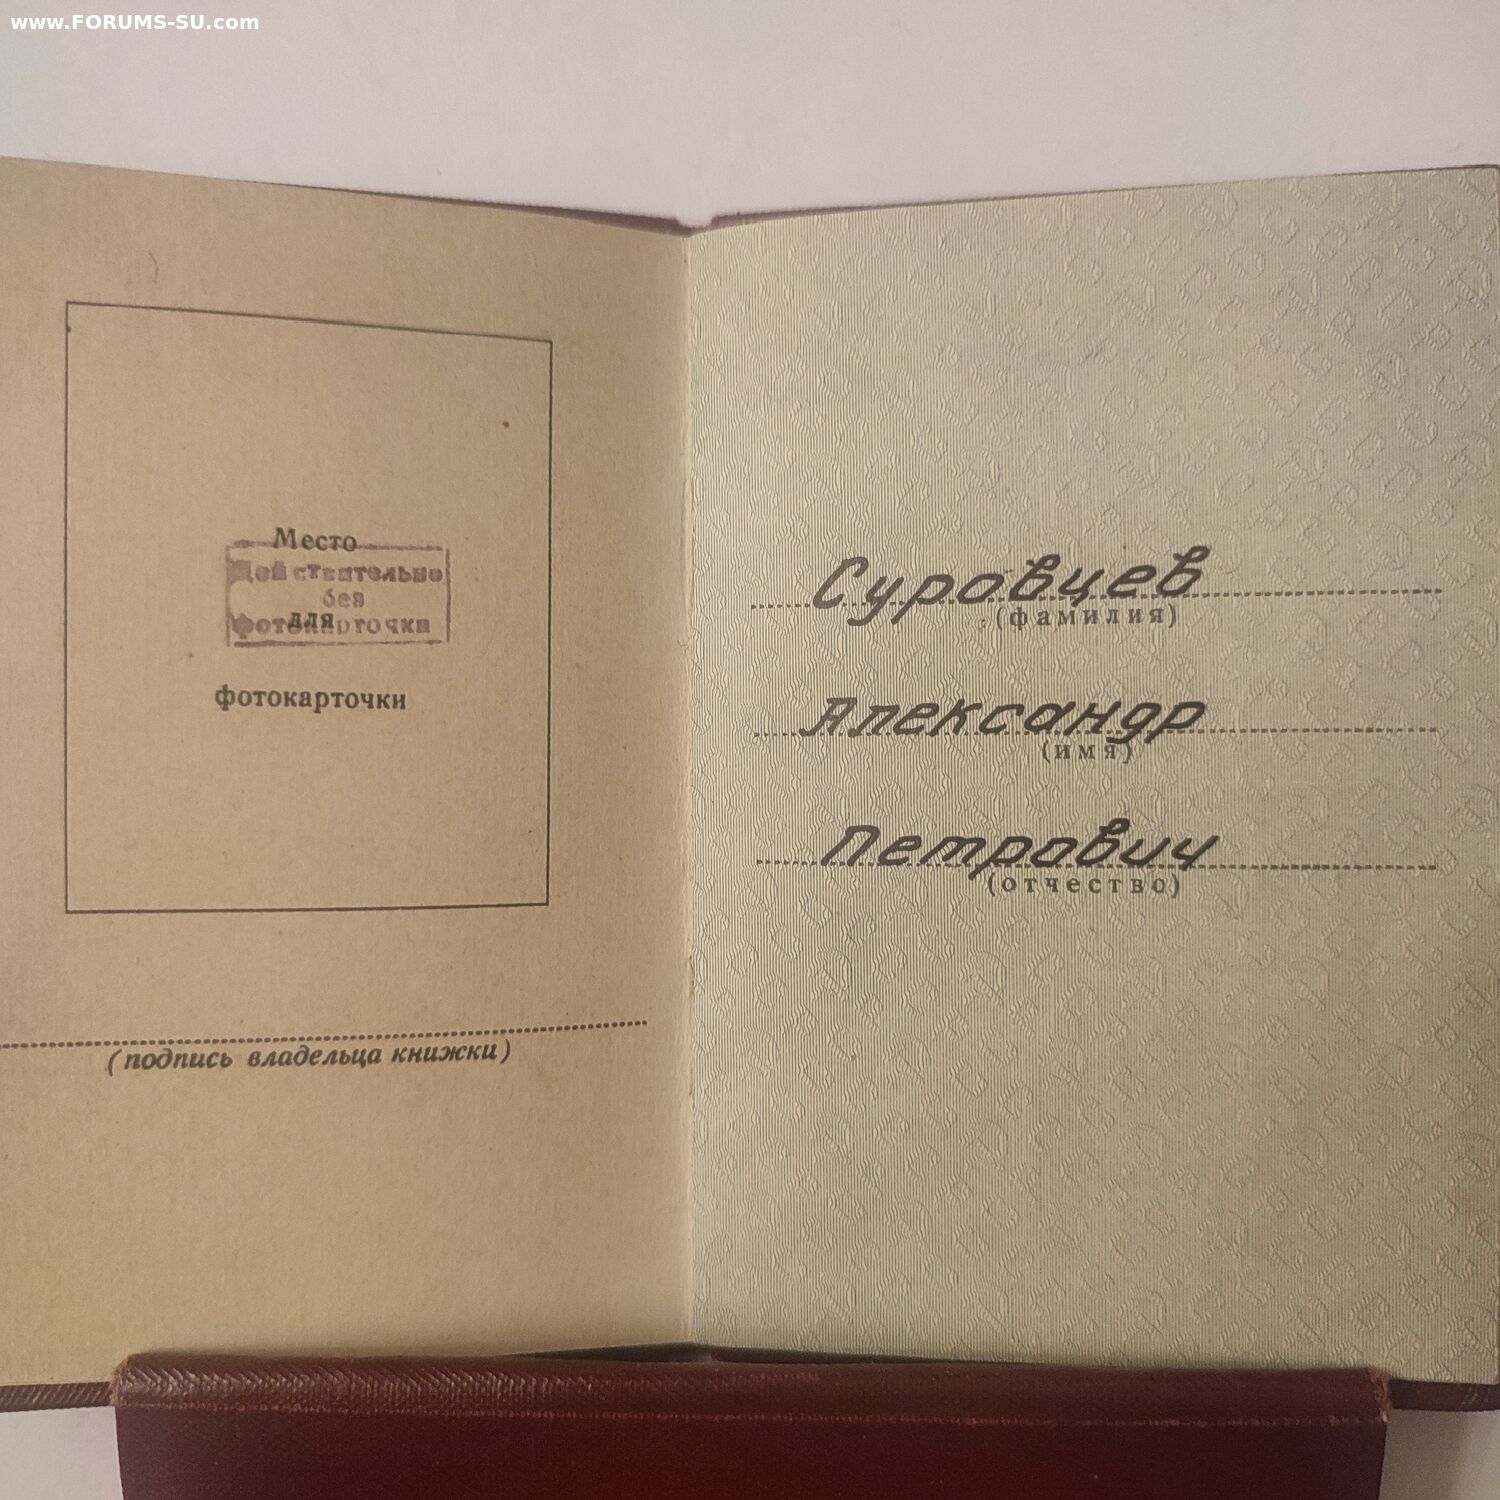 www.FORUMS-SU.com
Место
Действительно
без
фотокарточки
для
фотокарточки
(подпись владельца книжки)
Суровцев
(фамилия)
Александр
(имя)
Петрович
(отчество)